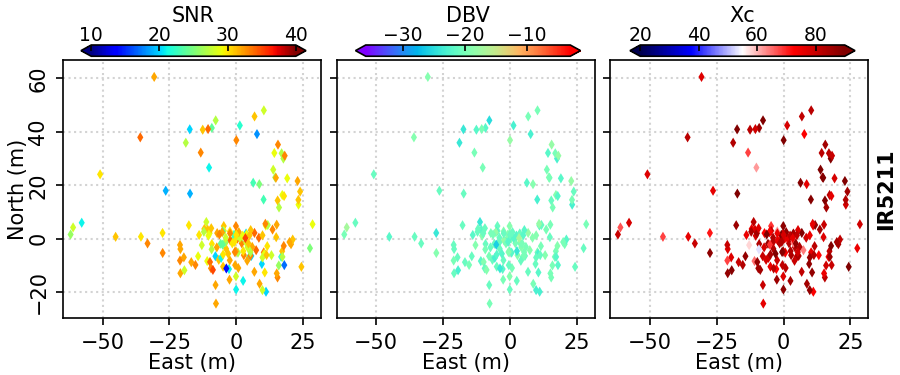 SNR DBV Xc
10 20 30 40 −30 −20 −10 20 40 60 80
North (m)
60
40
20
0
−20
−50 −25 0 25 −50 −25 0 25 −50 −25 0 25
East (m) East (m) East (m)
IR5211